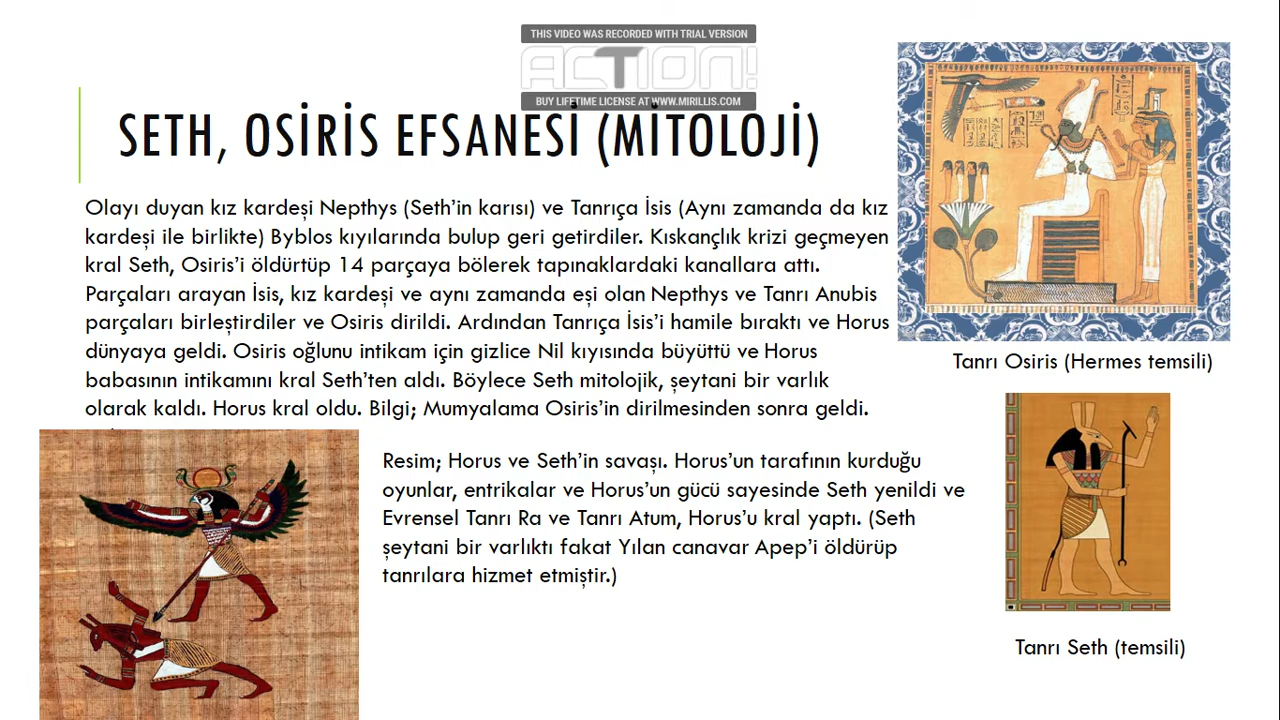 THIS VIDEO WAS RECORDED WITH TRIAL VERSION
ACTION!
BUY LIFETIME LICENSE AT WWW.MIRILLIS.COM
SETH, OSİRİS EFSANESİ (MİTOLOJİ)
Olayı duyan kız kardeşi Nepthys (Seth’in karısı) ve Tanrıça İsis (Aynı zamanda da kız
kardeşi ile birlikte) Byblos kıyılarında bulup geri getirdiler. Kıskançlık krizi geçmeyen
kral Seth, Osiris’i öldürtüp 14 parçaya bölerek tapınaklardaki kanallara attı.
Parçaları arayan İsis, kız kardeşi ve aynı zamanda eşi olan Nepthys ve Tanrı Anubis
parçaları birleştirdiler ve Osiris dirildi. Ardından Tanrıça İsis’i hamile bıraktı ve Horus
dünyaya geldi. Osiris oğlunu intikam için gizlice Nil kıyısında büyüttü ve Horus
babasının intikamını kral Seth’ten aldı. Böylece Seth mitolojik, şeytani bir varlık
olarak kaldı. Horus kral oldu. Bilgi; Mumyalama Osiris’in dirilmesinden sonra geldi.
Tanrı Osiris (Hermes temsili)
Resim; Horus ve Seth’in savaşı. Horus’un tarafının kurduğu
oyunlar, entrikalar ve Horus’un gücü sayesinde Seth yenildi ve
Evrensel Tanrı Ra ve Tanrı Atum, Horus’u kral yaptı. (Seth
şeytani bir varlıktı fakat Yılan canavar Apep’i öldürüp
tanrılara hizmet etmiştir.)
Tanrı Seth (temsili)